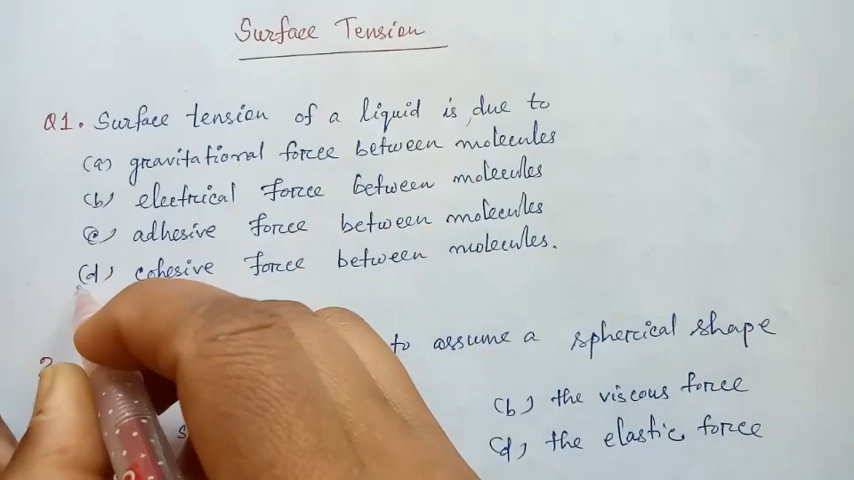 Surface Tension
Q1. Surface tension of a liquid is due to
(a) gravitational force between molecules
(b) electrical force between molecules
(c) adhesive force between molecules
(d) cohesive force between molecules.
to assume a spherical shape
(b) the viscous force
(d) the elastic force